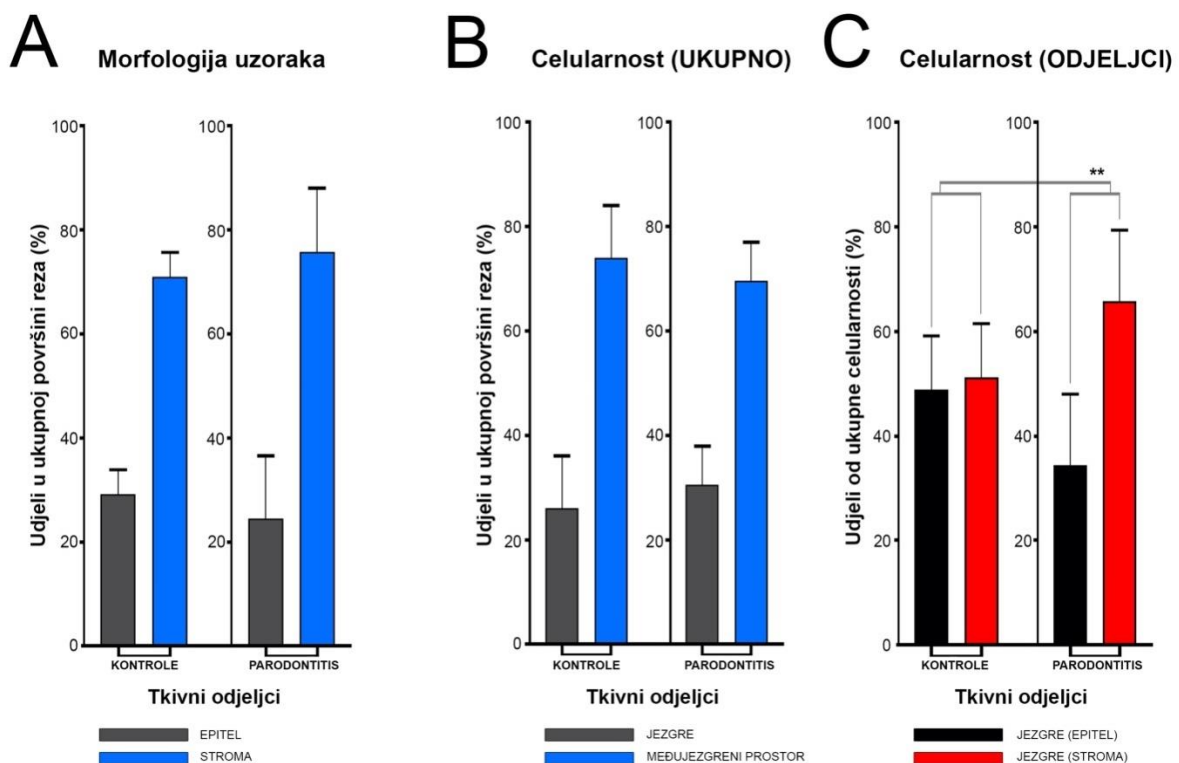 A
Morfologija uzoraka
Udjeli u ukupnoj površini reza (%)
100
80
60
40
20
0
100
80
60
40
20
KONTROLE
PARODONTITIS
Tkivni odjeljci
EPITEL
STROMA
B
Celularnost (UKUPNO)
Udjeli u ukupnoj površini reza (%)
100
80
60
40
20
0
100
80
60
40
20
KONTROLE
PARODONTITIS
Tkivni odjeljci
JEZGRE
MEĐUJEZGRENI PROSTOR
C
Celularnost (ODJELJCI)
Udjeli od ukupne celularnosti (%)
100
80
60
40
20
0
100
80
60
40
20
**
KONTROLE
PARODONTITIS
Tkivni odjeljci
JEZGRE (EPITEL)
JEZGRE (STROMA)